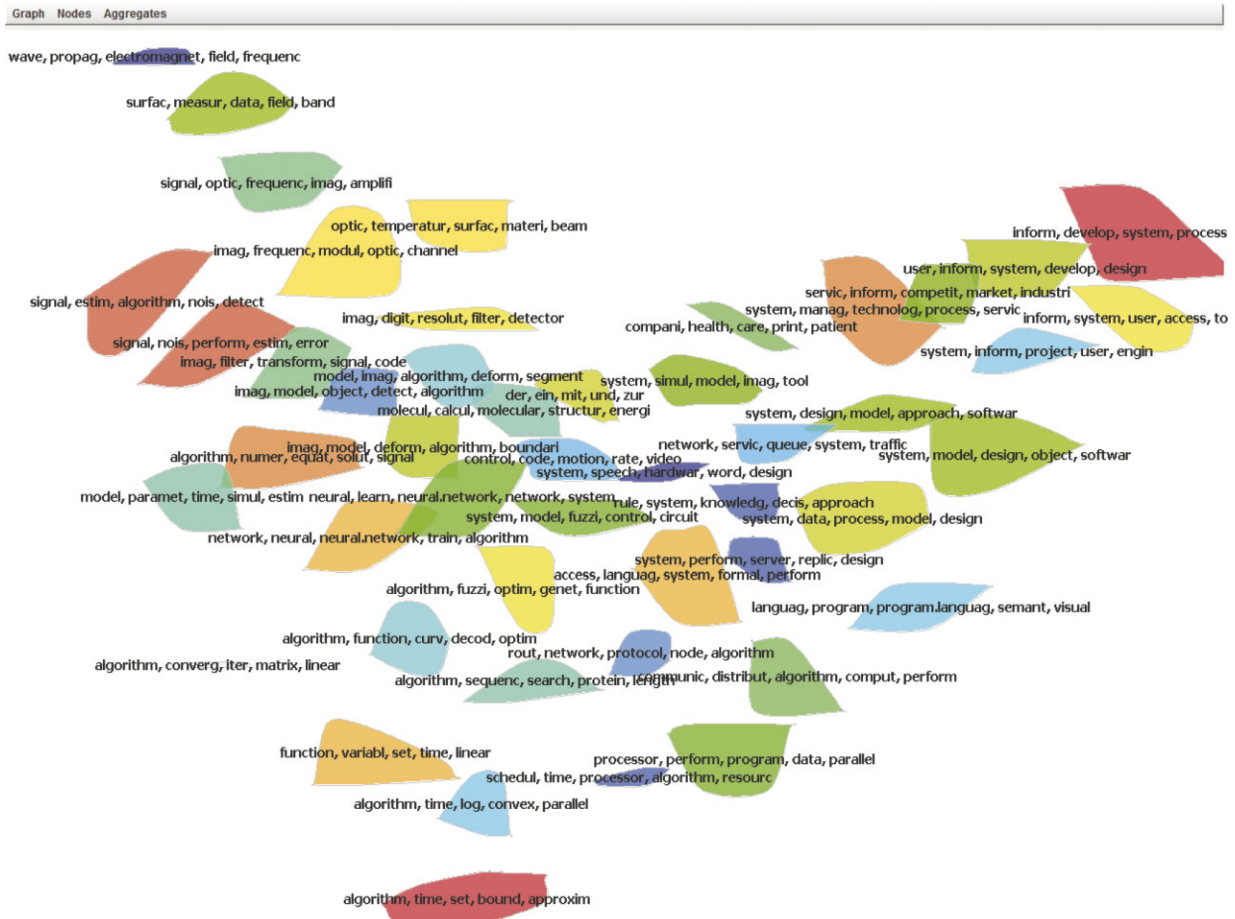 Graph Nodes Aggregates
wave, propag, electromagnet, field, frequenc
surfac, measur, data, field, band
signal, optic, frequenc, imag, amplifi
optic, temperatur, surfac, materi, beam
inform, develop, system, process
imag, frequenc, modul, optic, channel
user, inform, system, develop, design
servic, inform, competit, market, industri
signal, estim, algorithm, nois, detect
system, manag, technolog, process, servic
imag, digit, resolut, filter, detector
inform, system, user, access, to
compani, health, care, print, patient
signal, nois, perform, estim, error
system, inform, project, user, engin
imag, filter, transform, signal, code
model, imag, algorithm, deform, segment
system, simul, model, imag, tool
imag, model, object, detect, algorithm
der, ein, mit, und, zur
molecul, calcul, molecular, structur, energi
system, design, model, approach, softwar
network, servic, queue, system, traffic
imag, model, deform, algorithm, boundari
algorithm, numer, equat, solut, signal
control, code, motion, rate, video
system, model, design, object, softwar
system, speech, hardwar, word, design
model, paramet, time, simul, estim
neural, learn, neural.network, network, system
rule, system, knowledg, decis, approach
system, model, fuzzi, control, circuit
system, data, process, model, design
network, neural, neural.network, train, algorithm
system, perform, server, replic, design
access, languag, system, formal, perform
algorithm, fuzzi, optim, genet, function
languag, program, program.languag, semant, visual
algorithm, function, curv, decod, optim
rout, network, protocol, node, algorithm
algorithm, converg, iter, matrix, linear
algorithm, sequenc, search, protein, length
communic, distribut, algorithm, comput, perform
function, variabl, set, time, linear
processor, perform, program, data, parallel
schedul, time, processor, algorithm, resourc
algorithm, time, log, convex, parallel
algorithm, time, set, bound, approxim